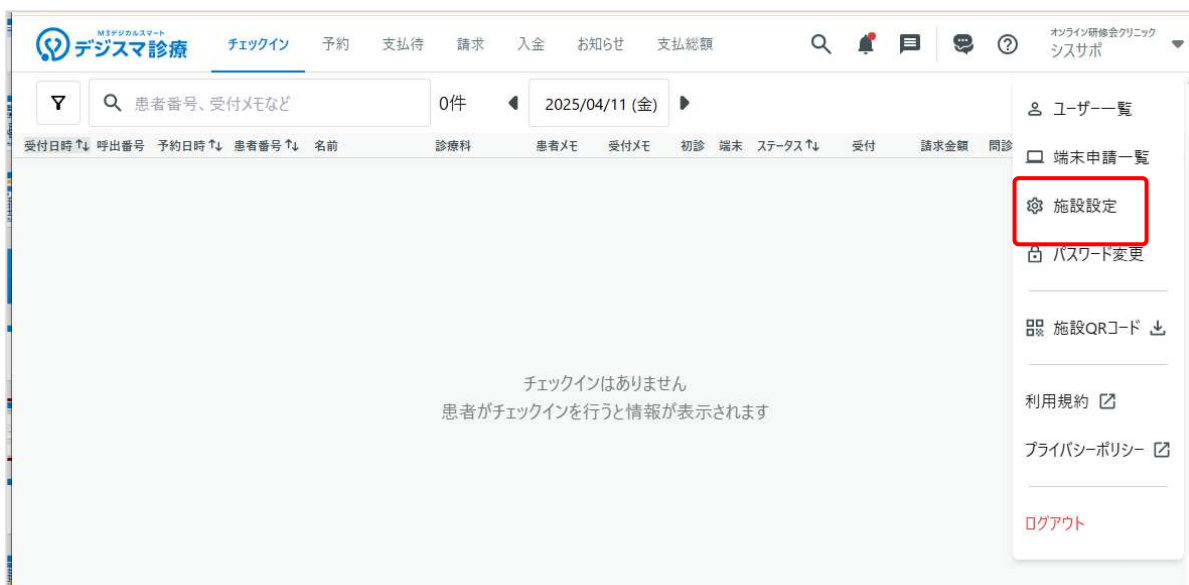 M3デジカルスマート
デジスマ診療 チェックイン 予約 支払待 請求 入金 お知らせ 支払総額 オンライン研修会クリニック
シスサポ
患者番号、受付メモなど 0件 2025/04/11 (金)
受付日時 呼出番号 予約日時 患者番号 名前 診療科 患者メモ 受付メモ 初診 端末 ステータス 受付 請求金額 問診
ユーザー一覧
端末申請一覧
施設設定
パスワード変更
施設QRコード
チェックインはありません
患者がチェックインを行うと情報が表示されます
利用規約
プライバシーポリシー
ログアウト